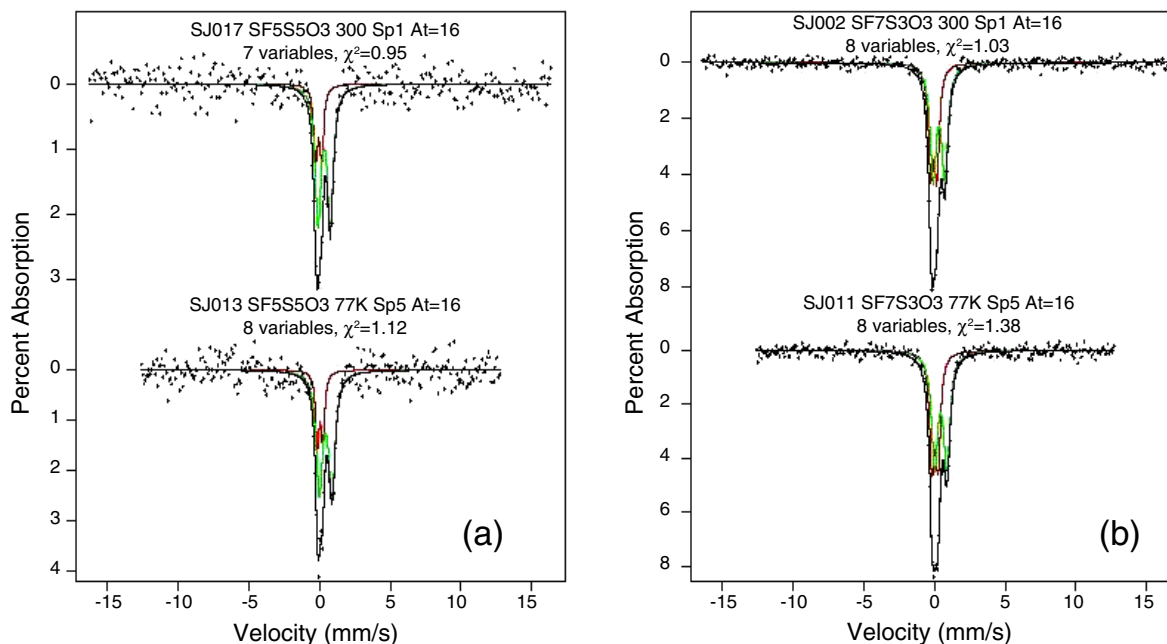 SJ017 SF5S5O3 300 Sp1 At=16
7 variables, χ²=0.95
0
1
2
3
SJ013 SF5S5O3 77K Sp5 At=16
8 variables, χ²=1.12
0
1
2
3
4
Percent Absorption
(a)
-15 -10 -5 0 5 10 15
Velocity (mm/s)
SJ002 SF7S3O3 300 Sp1 At=16
8 variables, χ²=1.03
0
2
4
6
8
SJ011 SF7S3O3 77K Sp5 At=16
8 variables, χ²=1.38
0
2
4
6
8
Percent Absorption
(b)
-15 -10 -5 0 5 10 15
Velocity (mm/s)